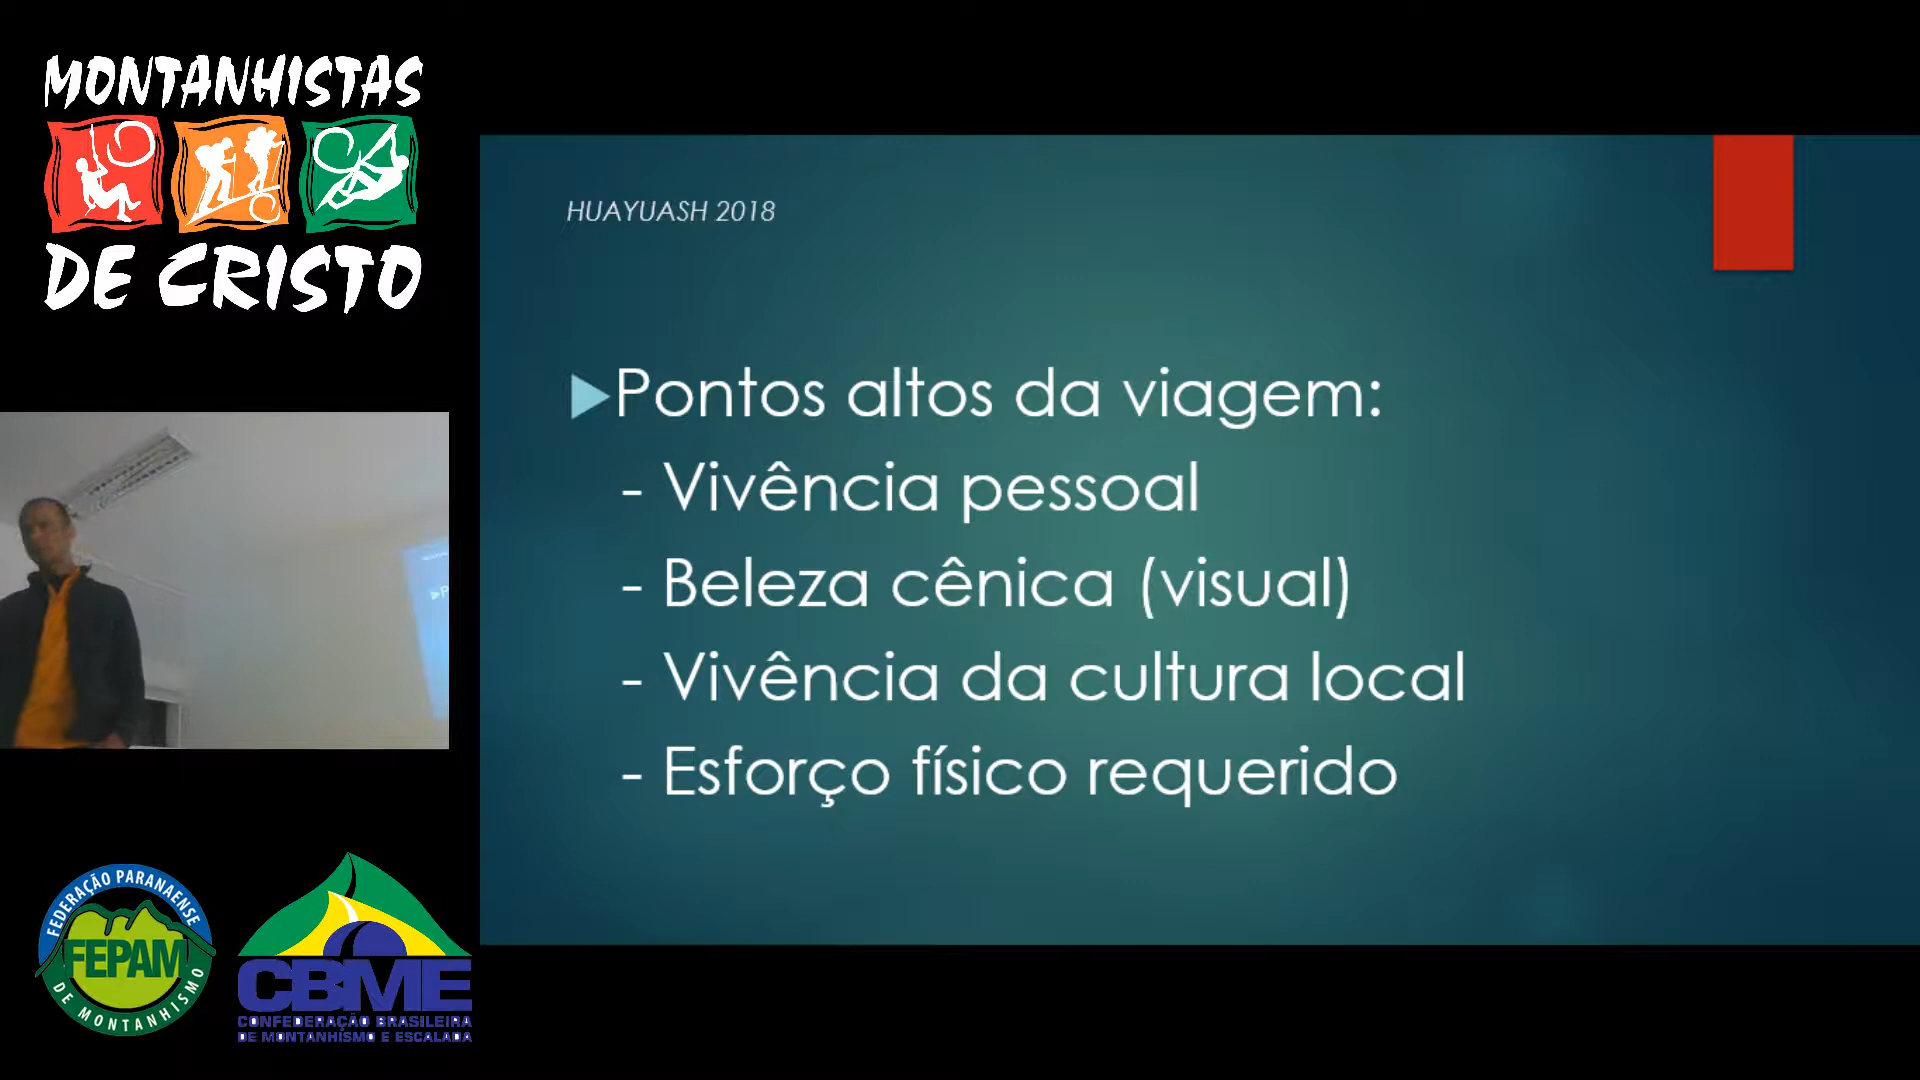 MONTANHISTAS
DE CRISTO
HUAYUASH 2018
Pontos altos da viagem:
- Vivência pessoal
- Beleza cênica (visual)
- Vivência da cultura local
- Esforço físico requerido
FEDERAÇÃO PARANAENSE
FEPAM
DE MONTANHISMO
CBME
CONFEDERAÇÃO BRASILEIRA
DE MONTANHISMO E ESCALADA